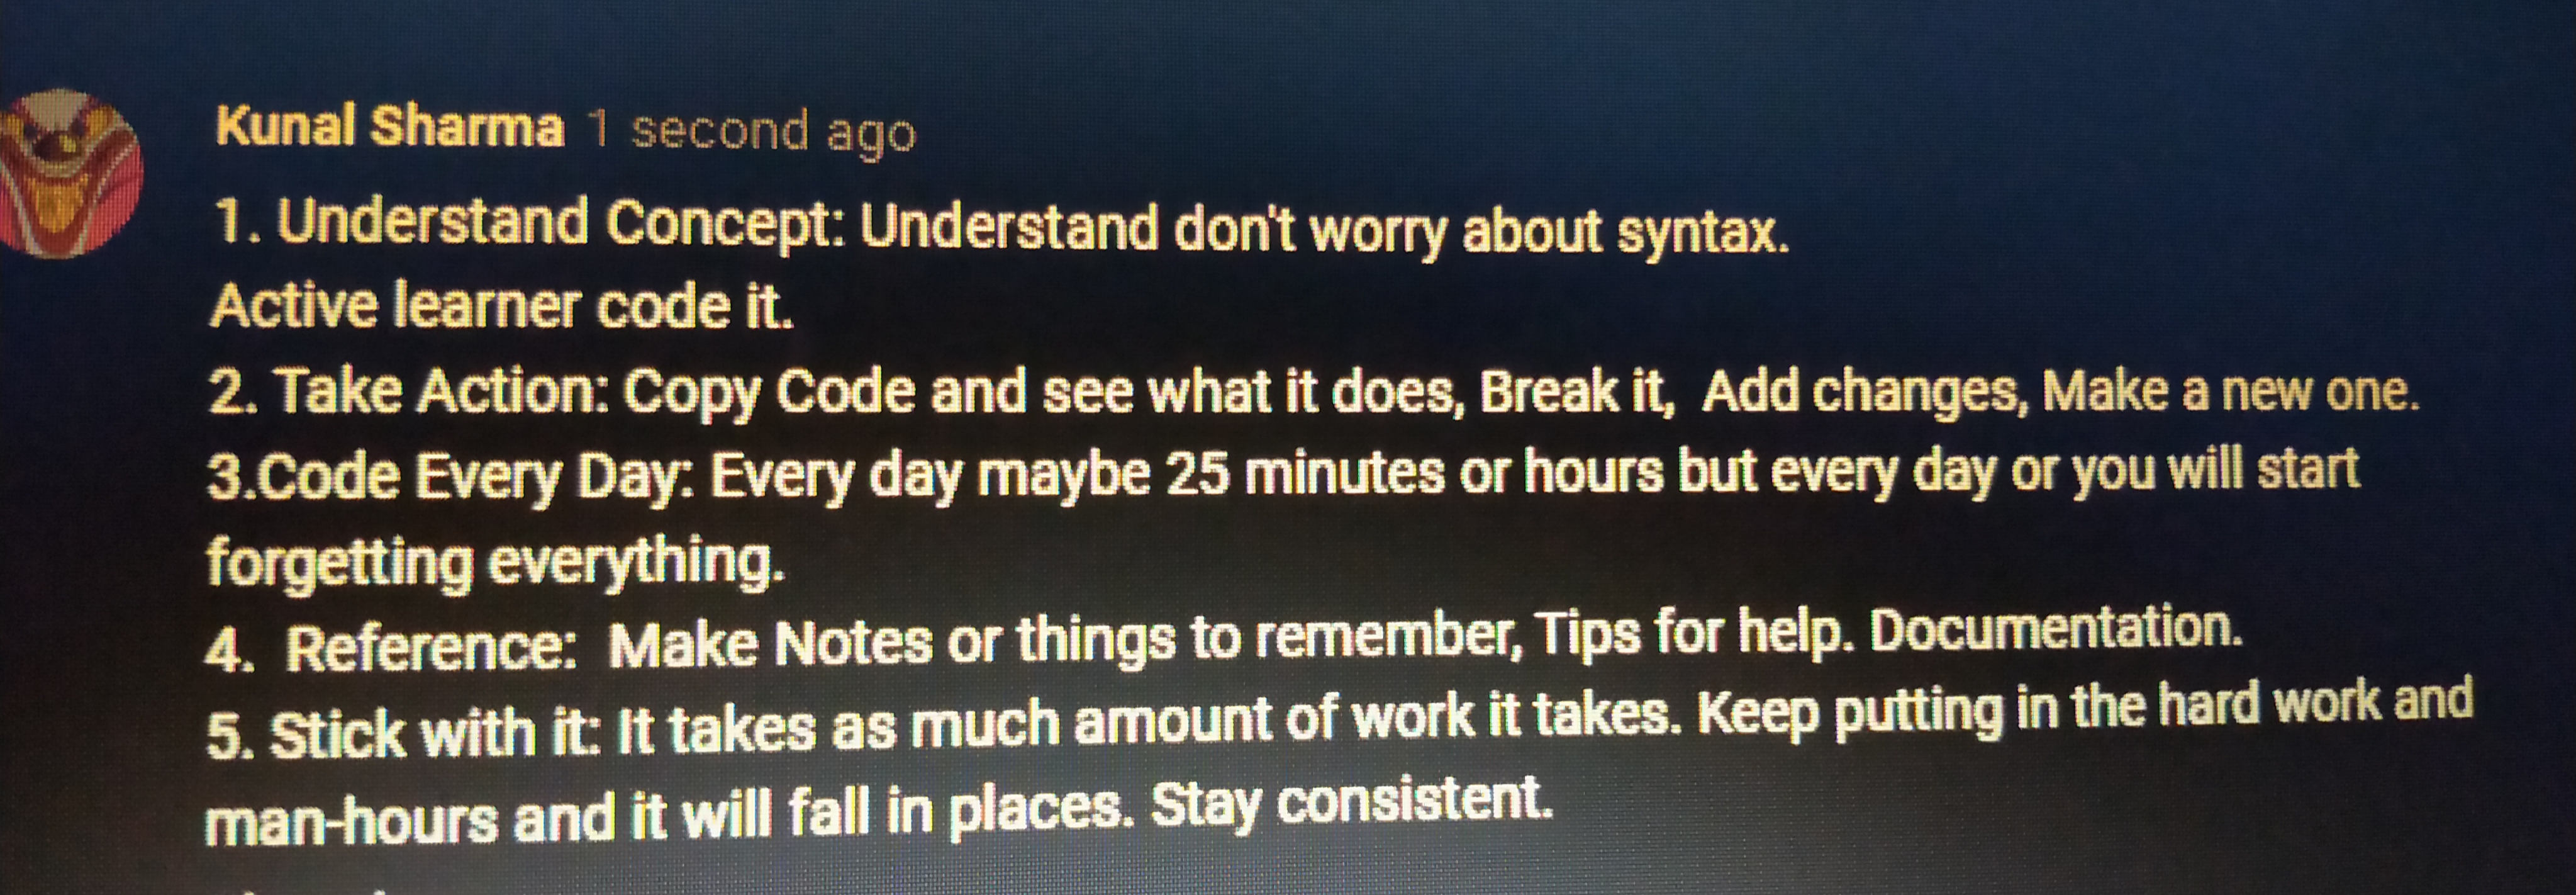 Kunal Sharma 1 second ago
1. Understand Concept: Understand don't worry about syntax.
Active learner code it.
2. Take Action: Copy Code and see what it does, Break it,  Add changes, Make a new one.
3.Code Every Day: Every day maybe 25 minutes or hours but every day or you will start
forgetting everything.
4.  Reference:  Make Notes or things to remember, Tips for help. Documentation.
5. Stick with it: It takes as much amount of work it takes. Keep putting in the hard work and
man-hours and it will fall in places. Stay consistent.